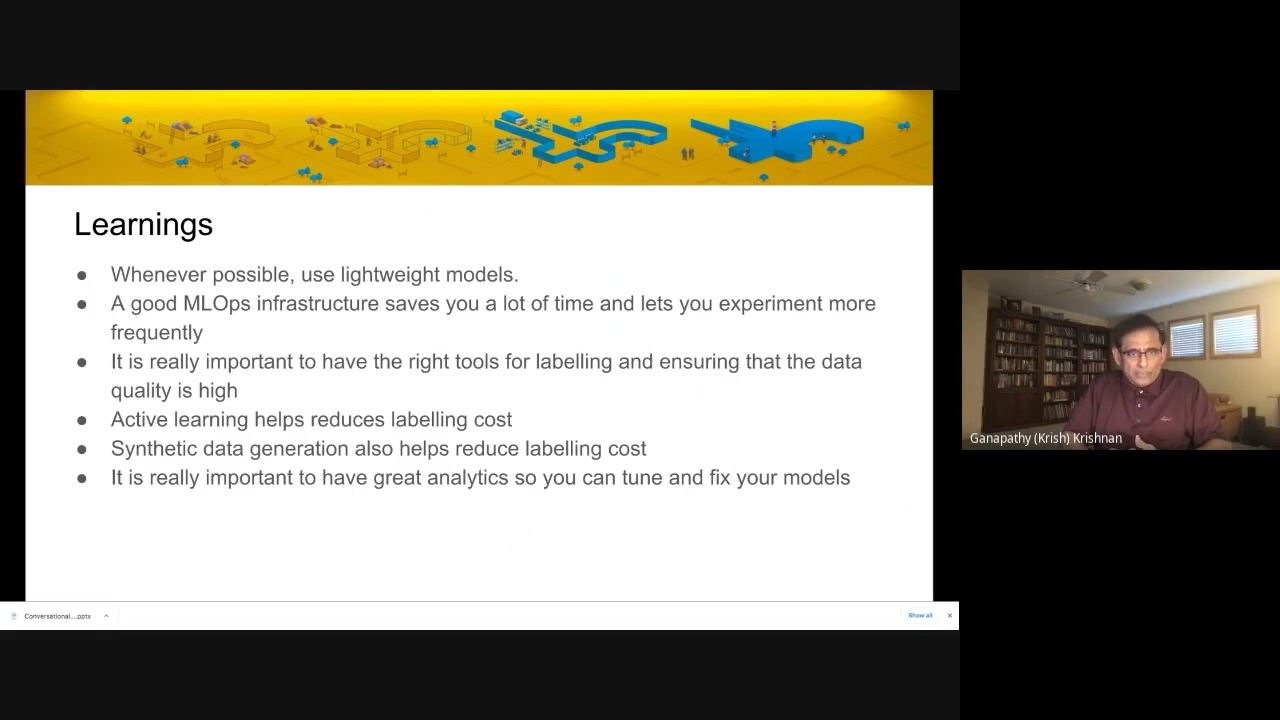 Learnings
● Whenever possible, use lightweight models.
● A good MLOps infrastructure saves you a lot of time and lets you experiment more
frequently
● It is really important to have the right tools for labelling and ensuring that the data
quality is high
● Active learning helps reduces labelling cost
● Synthetic data generation also helps reduce labelling cost
● It is really important to have great analytics so you can tune and fix your models
Ganapathy (Krish) Krishnan
Conversational....pptx
Show all